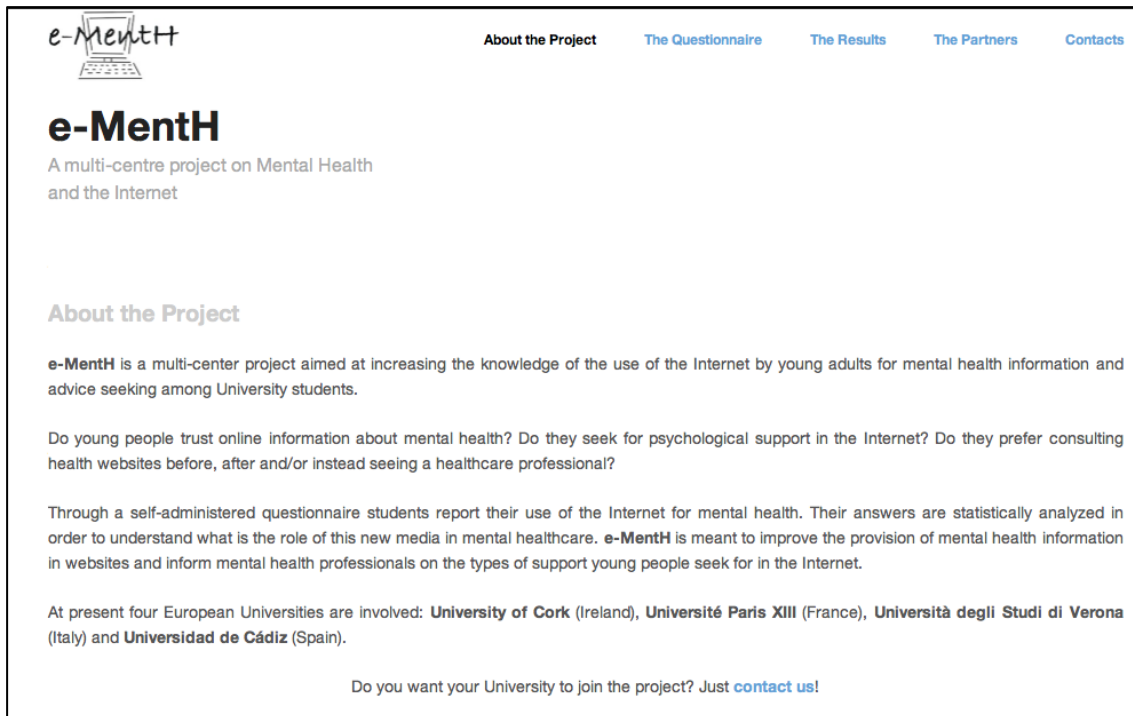 e-MentH
About the Project The Questionnaire The Results The Partners Contacts
e-MentH
A multi-centre project on Mental Health
and the Internet
About the Project
e-MentH is a multi-center project aimed at increasing the knowledge of the use of the Internet by young adults for mental health information and
advice seeking among University students.
Do young people trust online information about mental health? Do they seek for psychological support in the Internet? Do they prefer consulting
health websites before, after and/or instead seeing a healthcare professional?
Through a self-administered questionnaire students report their use of the Internet for mental health. Their answers are statistically analyzed in
order to understand what is the role of this new media in mental healthcare. e-MentH is meant to improve the provision of mental health information
in websites and inform mental health professionals on the types of support young people seek for in the Internet.
At present four European Universities are involved: University of Cork (Ireland), Université Paris XIII (France), Università degli Studi di Verona
(Italy) and Universidad de Cádiz (Spain).
Do you want your University to join the project? Just contact us!